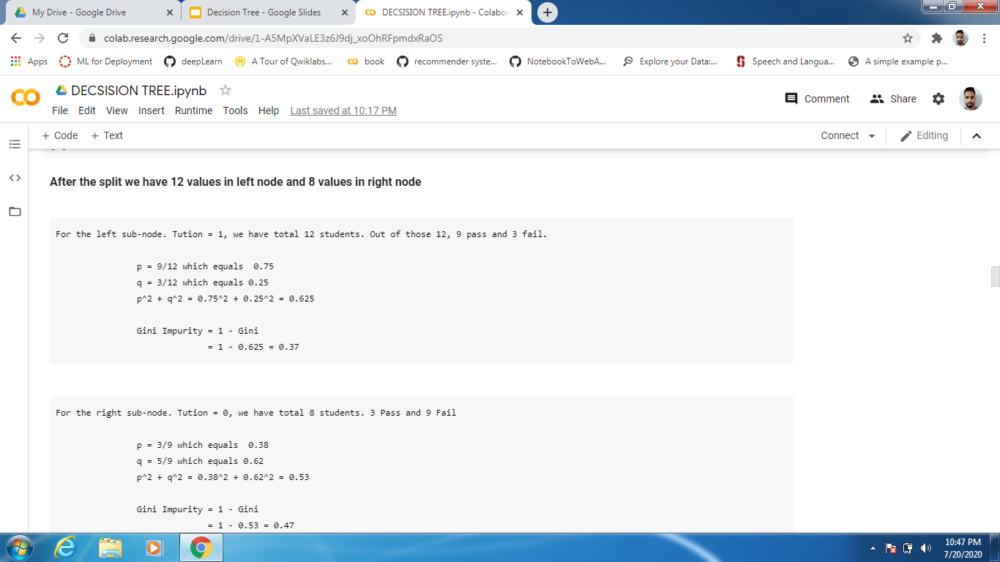 My Drive - Google Drive
Decision Tree - Google Slides
DECSISION TREE.ipynb - Colabor
colab.research.google.com/drive/1-A5MpXVaLE3z6J9dj_xoOhRFpmdxRaOS
Apps ML for Deployment deepLearn A Tour of Qwiklabs... book recommender syste... NotebookToWebA... Explore your Data:... Speech and Langua... A simple example p...
DECSISION TREE.ipynb
Comment Share
File Edit View Insert Runtime Tools Help Last saved at 10:17 PM
+ Code + Text Connect Editing
After the split we have 12 values in left node and 8 values in right node
For the left sub-node. Tution = 1, we have total 12 students. Out of those 12, 9 pass and 3 fail.
p = 9/12 which equals  0.75
q = 3/12 which equals 0.25
p^2 + q^2 = 0.75^2 + 0.25^2 = 0.625
Gini Impurity = 1 - Gini
= 1 - 0.625 = 0.37
For the right sub-node. Tution = 0, we have total 8 students. 3 Pass and 9 Fail
p = 3/9 which equals  0.38
q = 5/9 which equals 0.62
p^2 + q^2 = 0.38^2 + 0.62^2 = 0.53
Gini Impurity = 1 - Gini
= 1 - 0.53 = 0.47
10:47 PM
7/20/2020